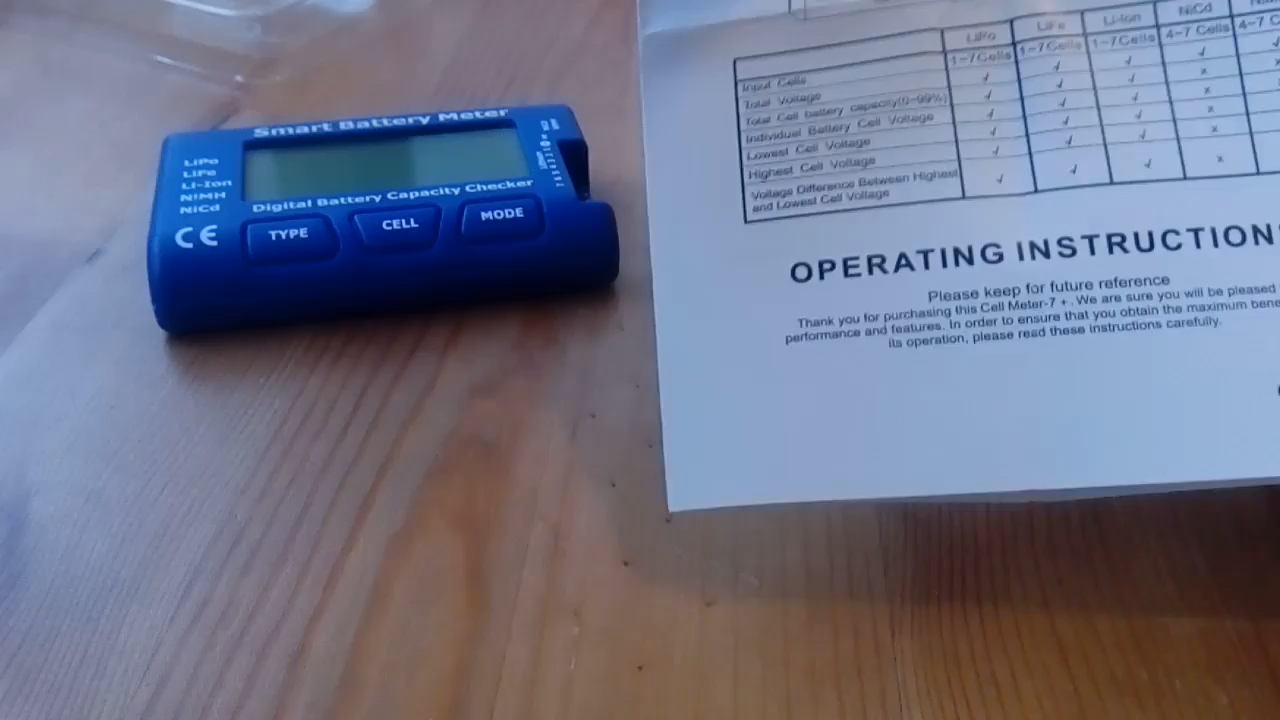 Smart Battery Meter
LiPo
LiFe
Li-Ion
NiMH
NiCd
Digital Battery Capacity Checker
CE
TYPE
CELL
MODE
LiPo LiFe Li-Ion NiCd
Input Cells 1~7Cells 1~7Cells 1~7Cells 4~7 Cells 4~7 C
Total Voltage √ √ √ √
Total Cell battery capacity(0~99%) √ √ √ x
Individual Battery Cell Voltage √ √ √ x
Lowest Cell Voltage √ √ √ x
Highest Cell Voltage √ √ √ x
Voltage Difference Between Highest and Lowest Cell Voltage √ √ √ x
OPERATING INSTRUCTION
Please keep for future reference
Thank you for purchasing this Cell Meter-7 +. We are sure you will be pleased
performance and features. In order to ensure that you obtain the maximum bene
its operation, please read these instructions carefully.